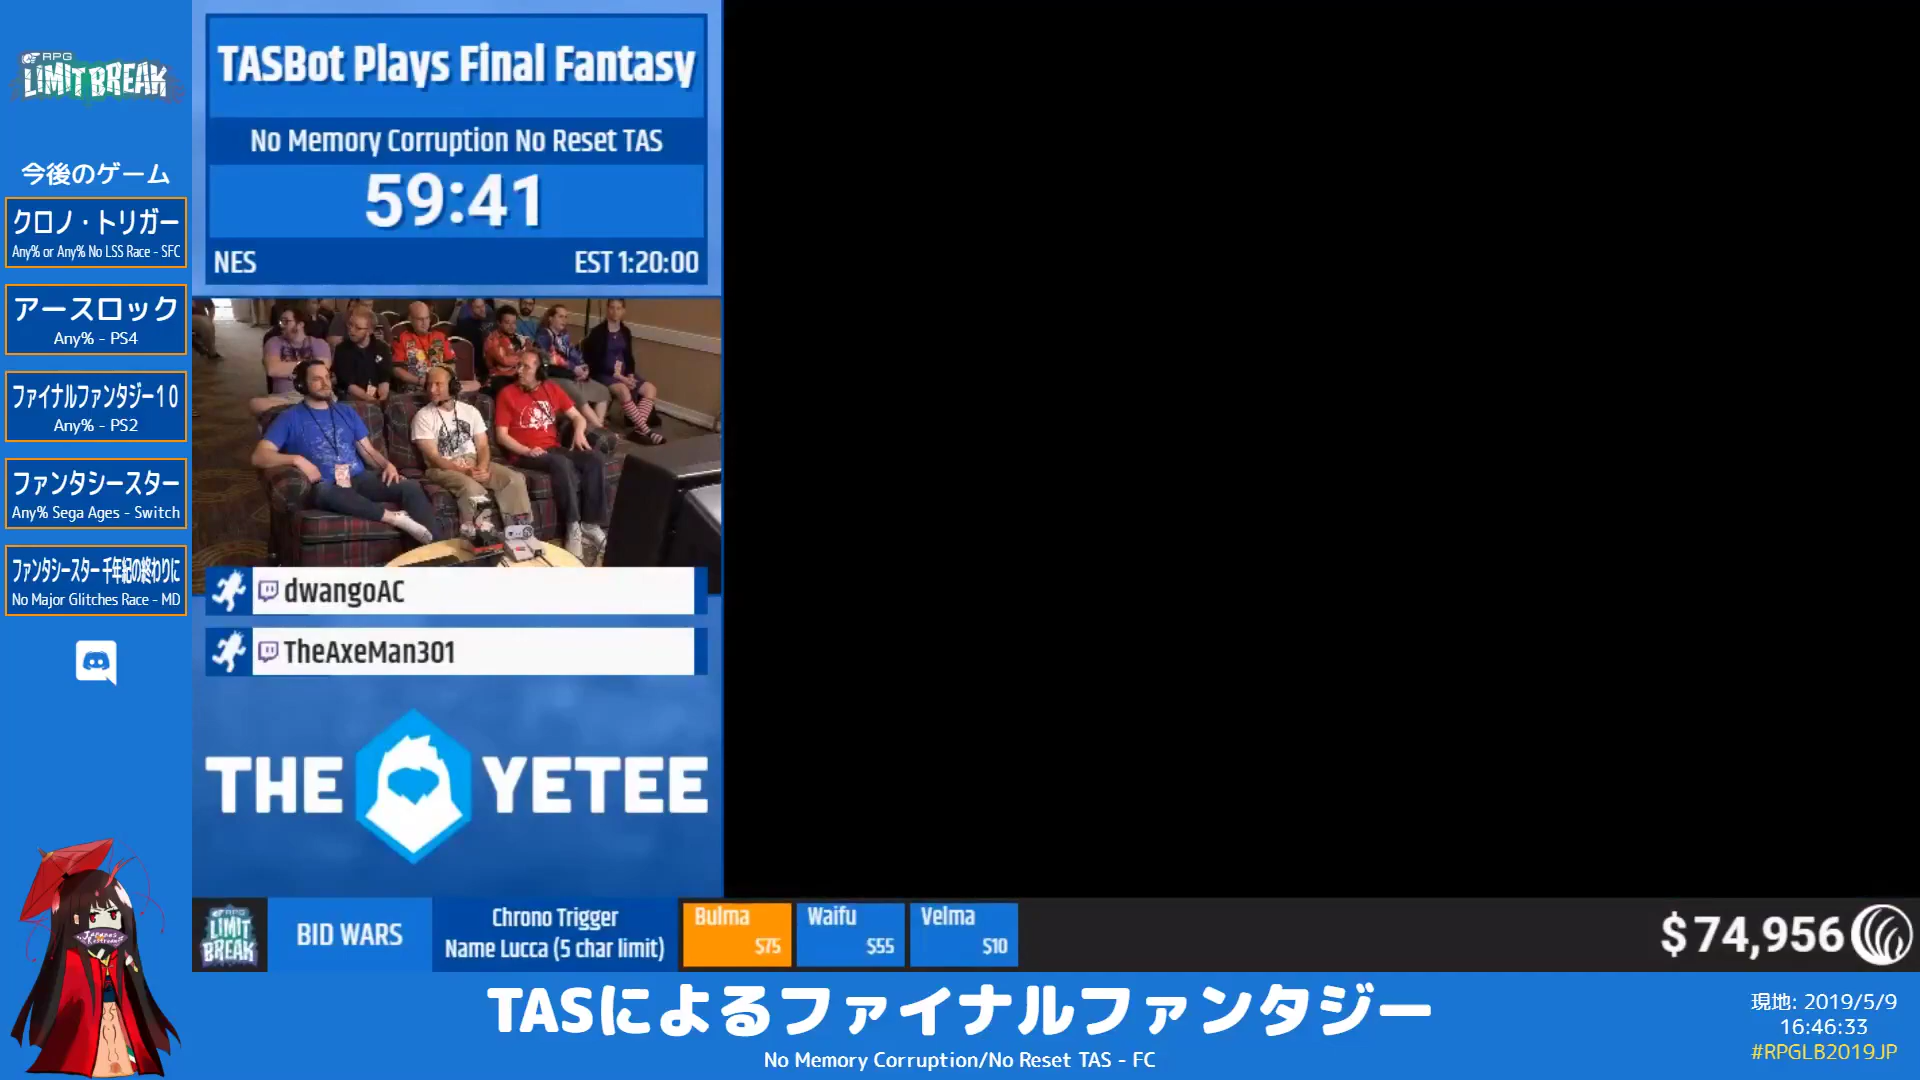 RPG
LIMIT BREAK
今後のゲーム
クロノ・トリガー
Any% or Any% No LSS Race - SFC
アースロック
Any% - PS4
ファイナルファンタジー１０
Any% - PS2
ファンタシースター
Any% Sega Ages - Switch
ファンタシースター 千年紀の終わりに
No Major Glitches Race - MD
TASBot Plays Final Fantasy
No Memory Corruption No Reset TAS
59:41
NES
EST 1:20:00
dwangoAC
TheAxeMan301
THE YETEE
RPG
LIMIT
BREAK
BID WARS
Chrono Trigger
Name Lucca (5 char limit)
Bulma
$75
Waifu
$55
Velma
$10
$74,956
TASによるファイナルファンタジー
No Memory Corruption/No Reset TAS - FC
現地: 2019/5/9
16:46:33
#RPGLB2019JP